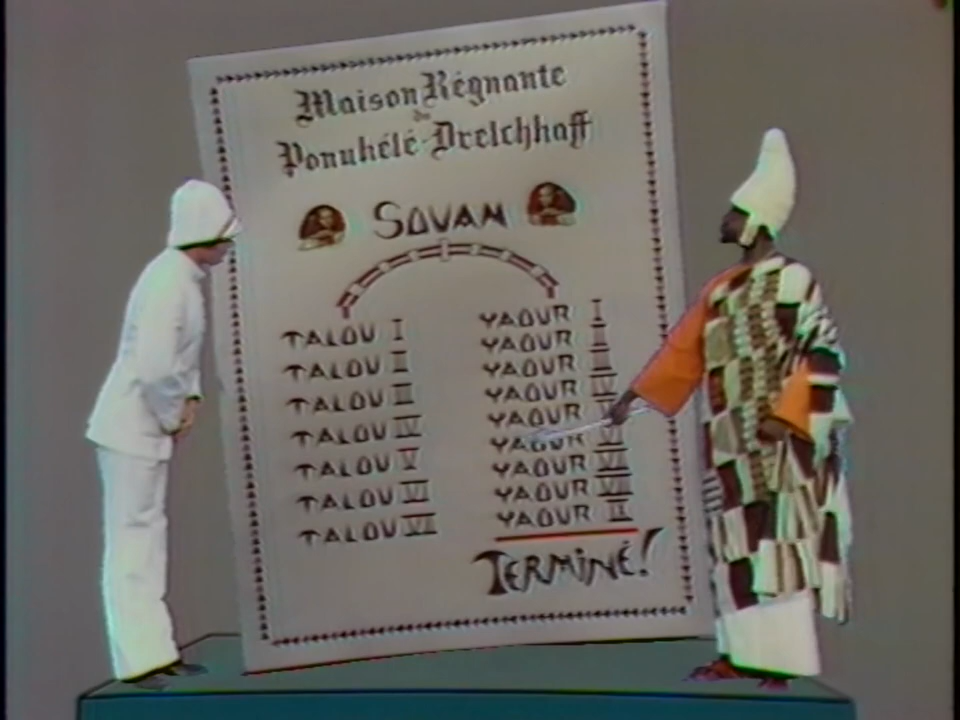 Maison Régnante
de
Ponukélé-Drelchkaff
SOUAN
TALOU I
TALOU II
TALOU III
TALOU IV
TALOU V
TALOU VI
TALOU VII
YAOUR I
YAOUR II
YAOUR III
YAOUR IV
YAOUR V
YAOUR VI
YAOUR VII
YAOUR VIII
YAOUR IX
TERMINÉ!